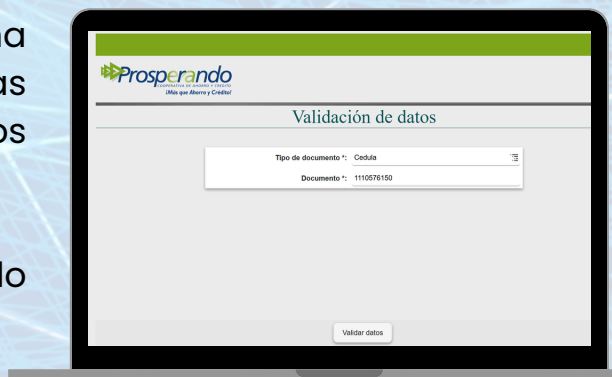 Prosperando
COOPERATIVA DE AHORRO Y CRÉDITO
¡Más que Ahorro y Crédito!
Validación de datos
Tipo de documento *: Cedula
Documento *: 1110576150
Validar datos